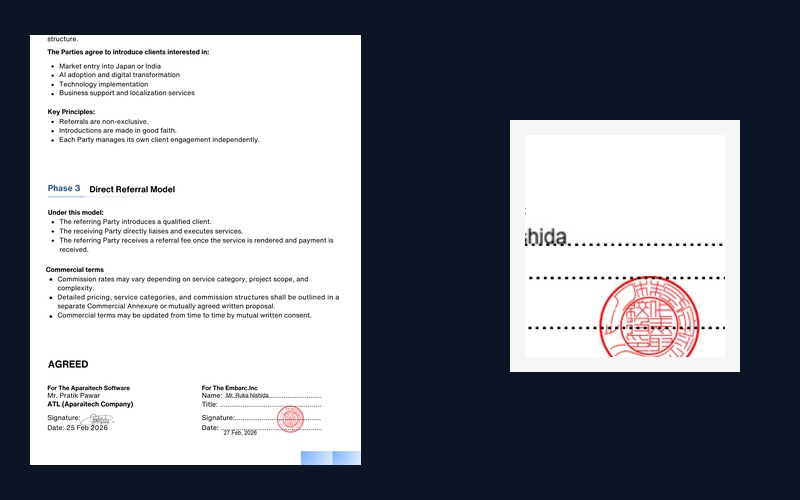 structure.
The Parties agree to introduce clients interested in:
• Market entry into Japan or India
• AI adoption and digital transformation
• Technology implementation
• Business support and localization services
Key Principles:
• Referrals are non-exclusive.
• Introductions are made in good faith.
• Each Party manages its own client engagement independently.
Phase 3 Direct Referral Model
Under this model:
• The referring Party introduces a qualified client.
• The receiving Party directly liaises and executes services.
• The referring Party receives a referral fee once the service is rendered and payment is
received.
Commercial terms
• Commission rates may vary depending on service category, project scope, and
complexity.
• Detailed pricing, service categories, and commission structures shall be outlined in a
separate Commercial Annexure or mutually agreed written proposal.
• Commercial terms may be updated from time to time by mutual written consent.
AGREED
For The Aparaitech Software
Mr. Pratik Pawar
ATL (Aparaitech Company)
Signature:
Date: 25 Feb 2026
For The Embarc.Inc
Name: Mr. Ruka Nishida
Title:
Signature:
Date:
27 Feb, 2026
shida